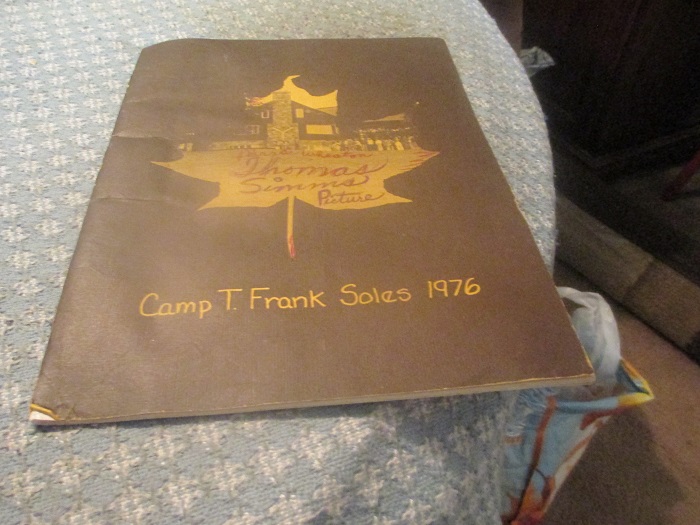 Thomas
Simms
Picture
Camp T. Frank Soles 1976